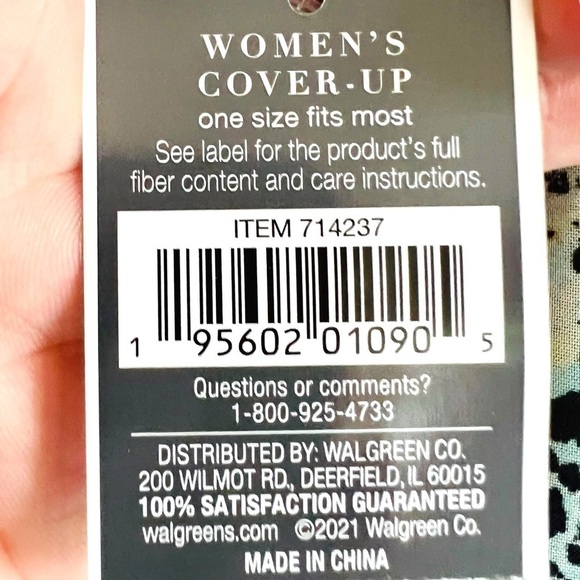 WOMEN'S
COVER-UP
one size fits most
See label for the product's full
fiber content and care instructions.
ITEM 714237
1 95602 01090 5
Questions or comments?
1-800-925-4733
DISTRIBUTED BY: WALGREEN CO.
200 WILMOT RD., DEERFIELD, IL 60015
100% SATISFACTION GUARANTEED
walgreens.com ©2021 Walgreen Co.
MADE IN CHINA